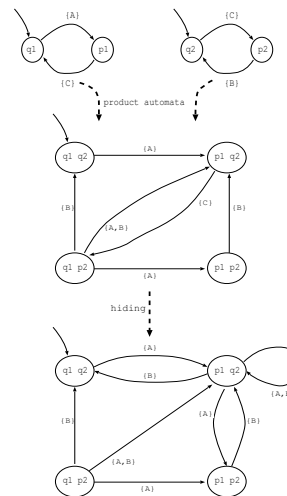 {A} {C}
q1 p1 q2 p2
{C} {B}
product automata
q1 q2 {A} p1 q2
{B} {A,B} {C} {B}
q1 p2 {A} p1 p2
hiding
{A}
q1 q2 p1 q2
{B}
{A,B}
{A} {B}
{B} {A,B}
q1 p2 {A} p1 p2